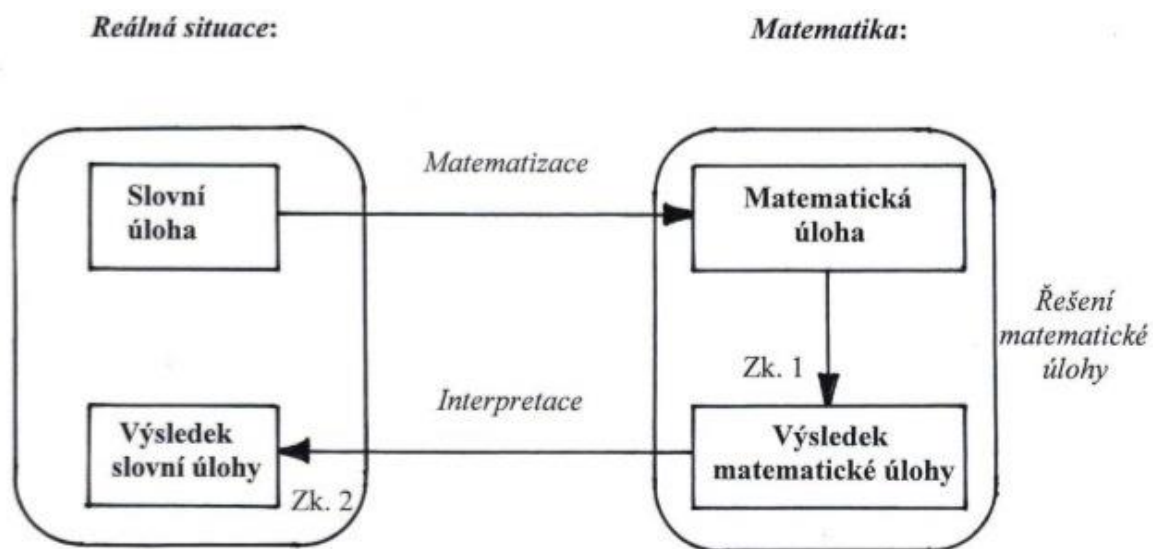 Reálná situace:
Matematika:
Matematizace
Slovní
úloha
Matematická
úloha
Řešení
matematické
úlohy
Zk. 1
Interpretace
Výsledek
slovní úlohy
Výsledek
matematické úlohy
Zk. 2